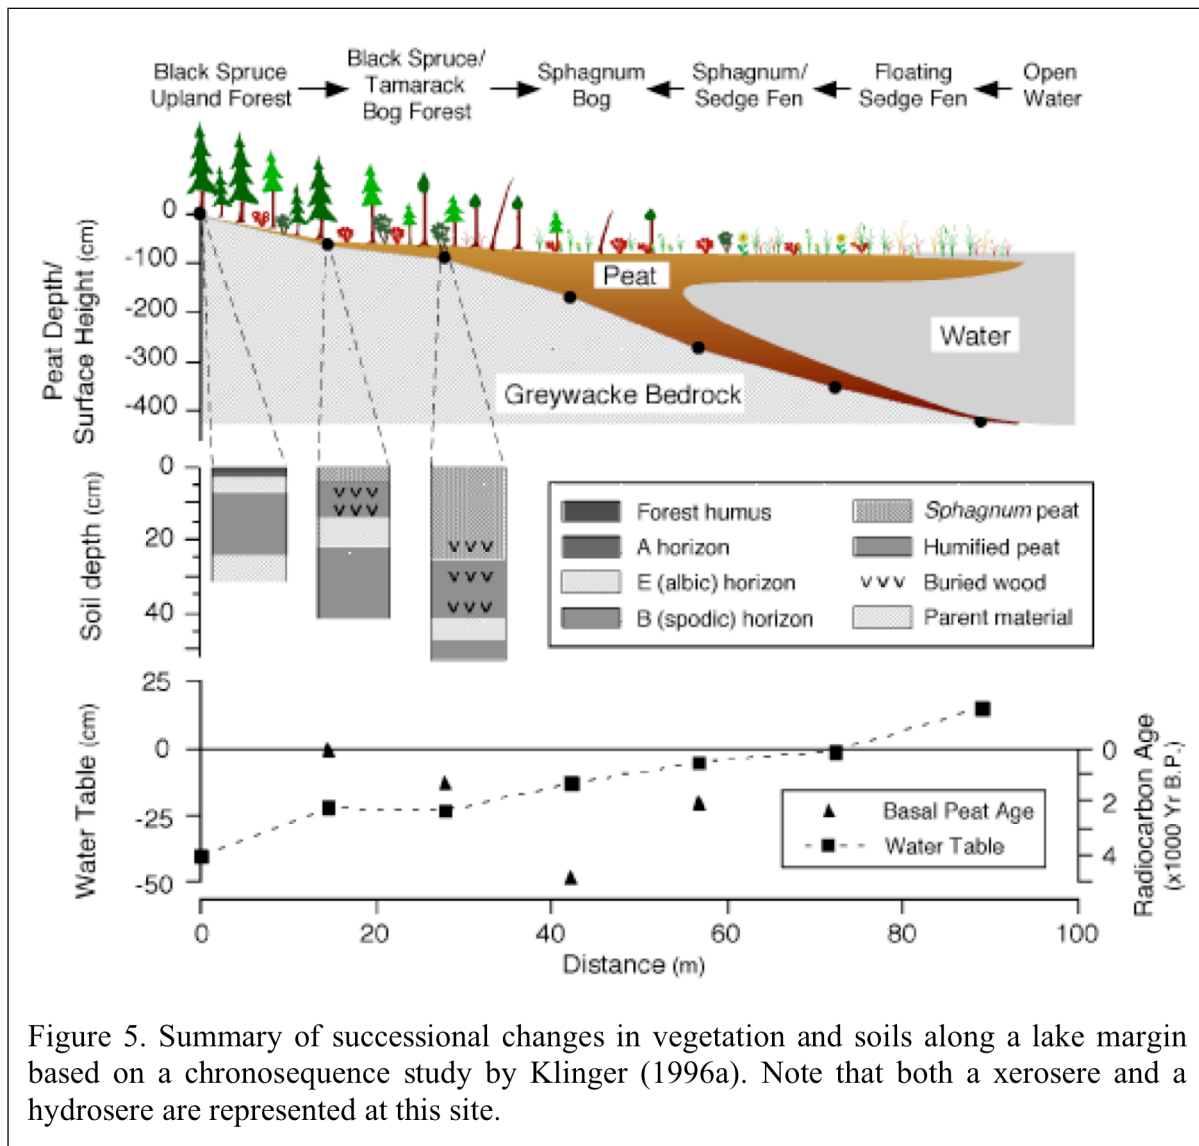 Black Spruce
Upland Forest
Black Spruce/
Tamarack
Bog Forest
Sphagnum
Bog
Sphagnum/
Sedge Fen
Floating
Sedge Fen
Open
Water
Peat Depth/
Surface Height (cm)
0
-100
-200
-300
-400
Peat
Water
Greywacke Bedrock
Soil depth (cm)
0
20
40
Forest humus
A horizon
E (albic) horizon
B (spodic) horizon
Sphagnum peat
Humified peat
Buried wood
Parent material
Water Table (cm)
25
0
-25
-50
0
2
4
Radiocarbon Age
(x1000 Yr B.P.)
Basal Peat Age
Water Table
0
20
40
60
80
100
Distance (m)
Figure 5. Summary of successional changes in vegetation and soils along a lake margin
based on a chronosequence study by Klinger (1996a). Note that both a xerosere and a
hydrosere are represented at this site.